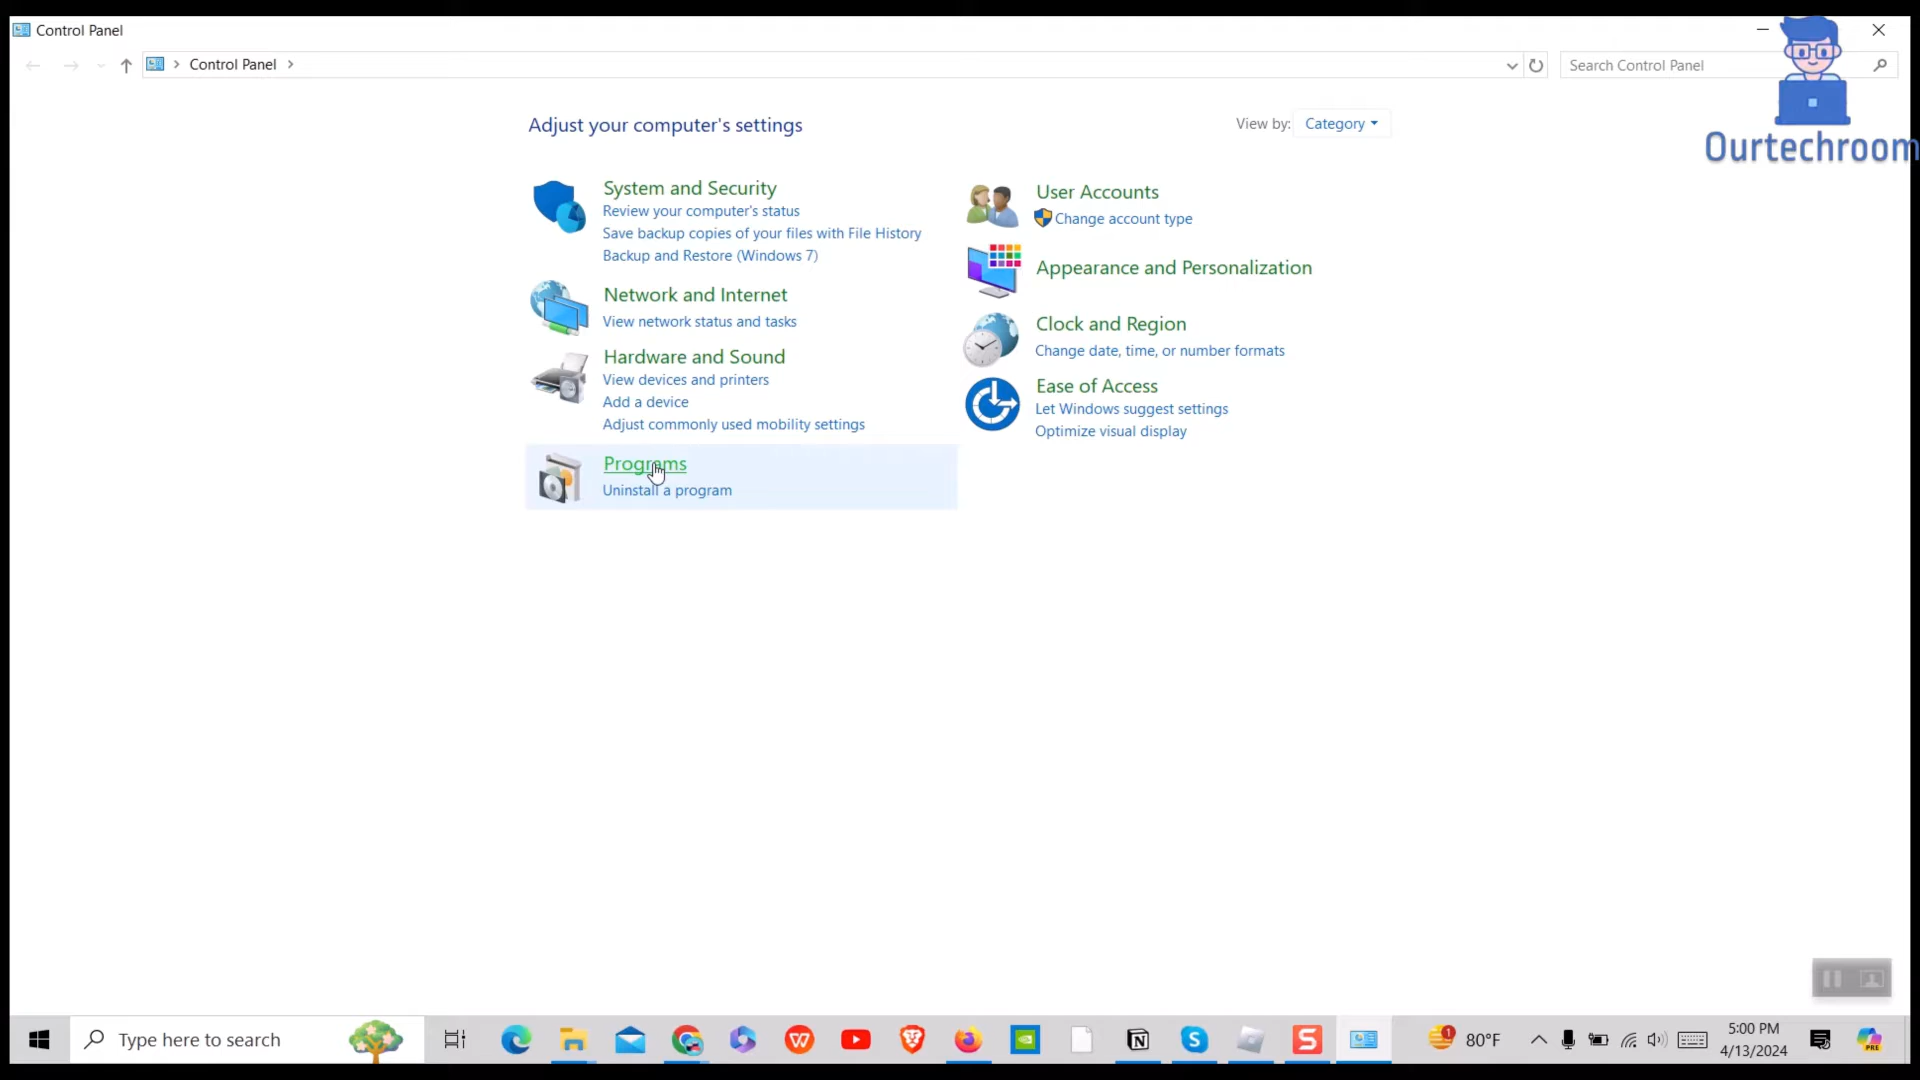 Control Panel
Control Panel
Search Control Panel
Ourtechroom
Adjust your computer's settings
View by: Category
System and Security
Review your computer's status
Save backup copies of your files with File History
Backup and Restore (Windows 7)
Network and Internet
View network status and tasks
Hardware and Sound
View devices and printers
Add a device
Adjust commonly used mobility settings
Programs
Uninstall a program
User Accounts
Change account type
Appearance and Personalization
Clock and Region
Change date, time, or number formats
Ease of Access
Let Windows suggest settings
Optimize visual display
Type here to search
W
N
S
S
1
80°F
5:00 PM
4/13/2024
PRE